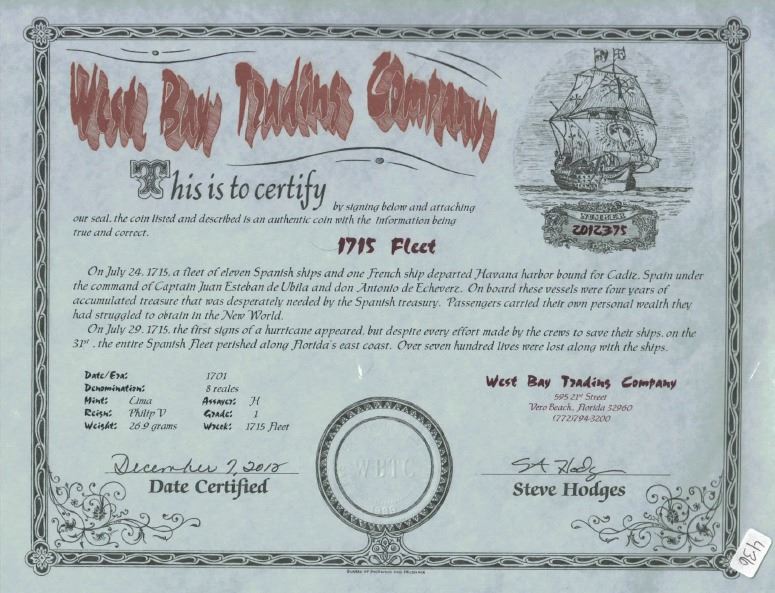 West Bay Trading Company
This is to certify
by signing below and attaching
our seal, the coin listed and described is an authentic coin with the information being
true and correct.
NUMBER
2012375
1715 Fleet
On July 24, 1715, a fleet of eleven Spanish ships and one French ship departed Havana harbor bound for Cadiz, Spain under
the command of Captain Juan Esteban de Ubila and don Antonio de Echeverz. On board these vessels were four years of
accumulated treasure that was desperately needed by the Spanish treasury. Passengers carried their own personal wealth they
had struggled to obtain in the New World.
On July 29, 1715, the first signs of a hurricane appeared, but despite every effort made by the crews to save their ships, on the
31st, the entire Spanish Fleet perished along Florida's east coast. Over seven hundred lives were lost along with the ships.
Date/Era: 1701
Denomination: 8 reales
Mint: Lima Assayer: H
Reign: Philip V Grade: 1
Weight: 26.9 grams Wreck: 1715 Fleet
West Bay Trading Company
595 21st Street
Vero Beach, Florida 32960
(772)794-3200
December 7, 2012
Date Certified
WBTC
SA Hodges
Steve Hodges
436